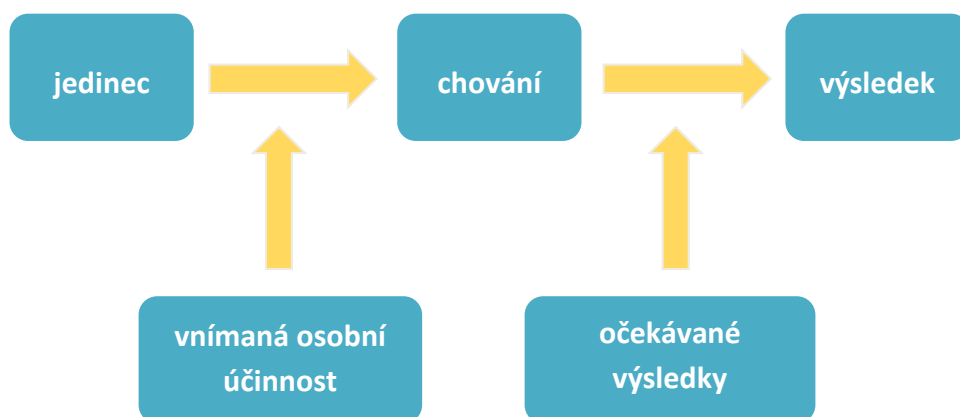 jedinec
chování
výsledek
vnímaná osobní
účinnost
očekávané
výsledky